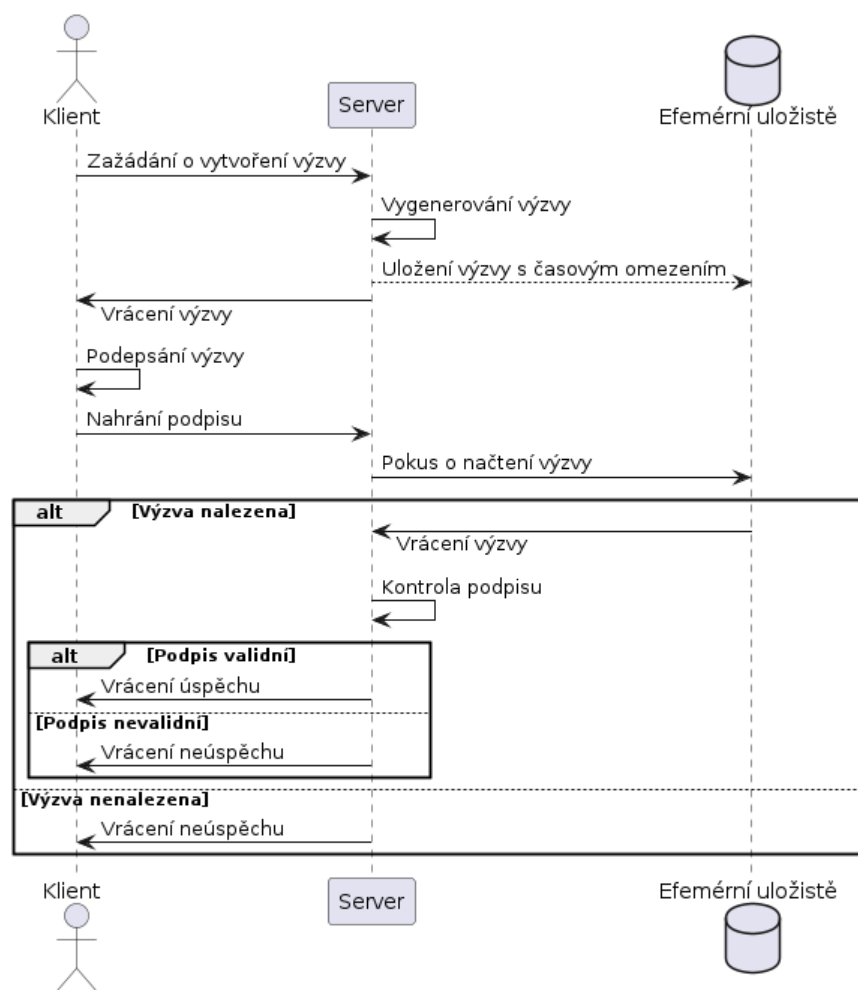 Klient
Server
Efemérní uložistě
Zažádání o vytvoření výzvy
Vygenerování výzvy
Uložení výzvy s časovým omezením
Vrácení výzvy
Podepsání výzvy
Nahrání podpisu
Pokus o načtení výzvy
alt [Výzva nalezena]
Vrácení výzvy
Kontrola podpisu
alt [Podpis validní]
Vrácení úspěchu
[Podpis nevalidní]
Vrácení neúspěchu
[Výzva nenalezena]
Vrácení neúspěchu
Klient
Server
Efemérní uložistě